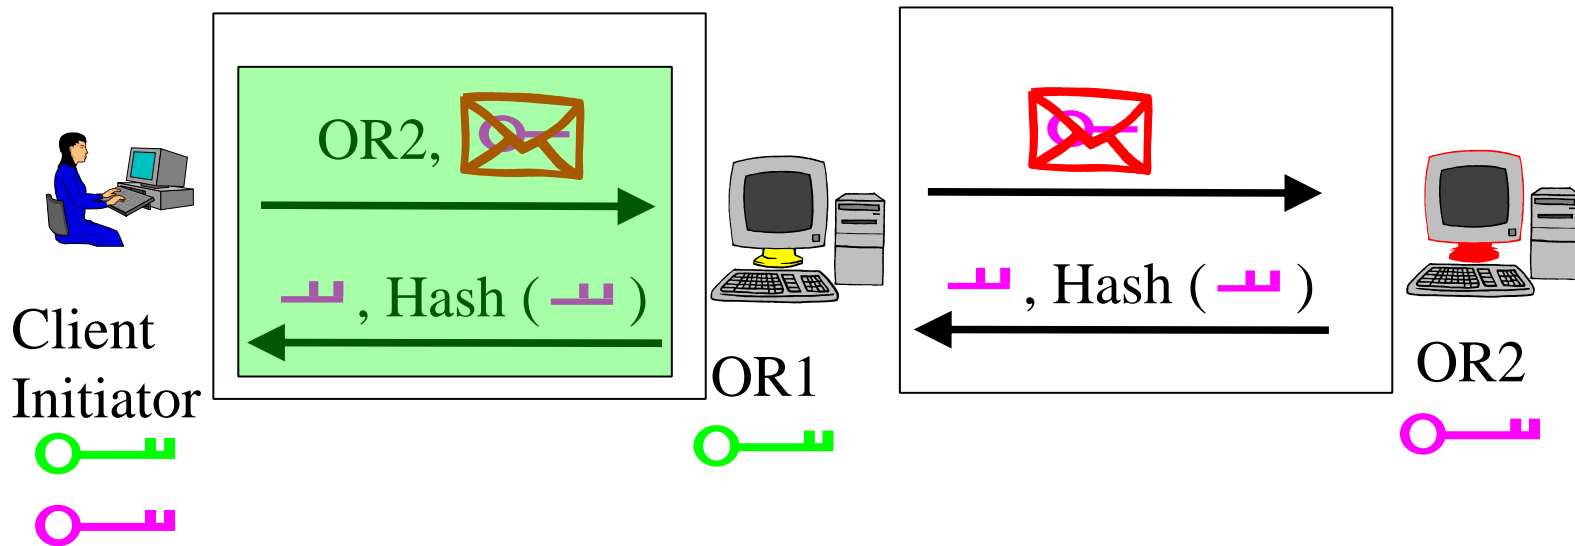 OR2,
, Hash ( )
, Hash ( )
Client
Initiator
OR1
OR2